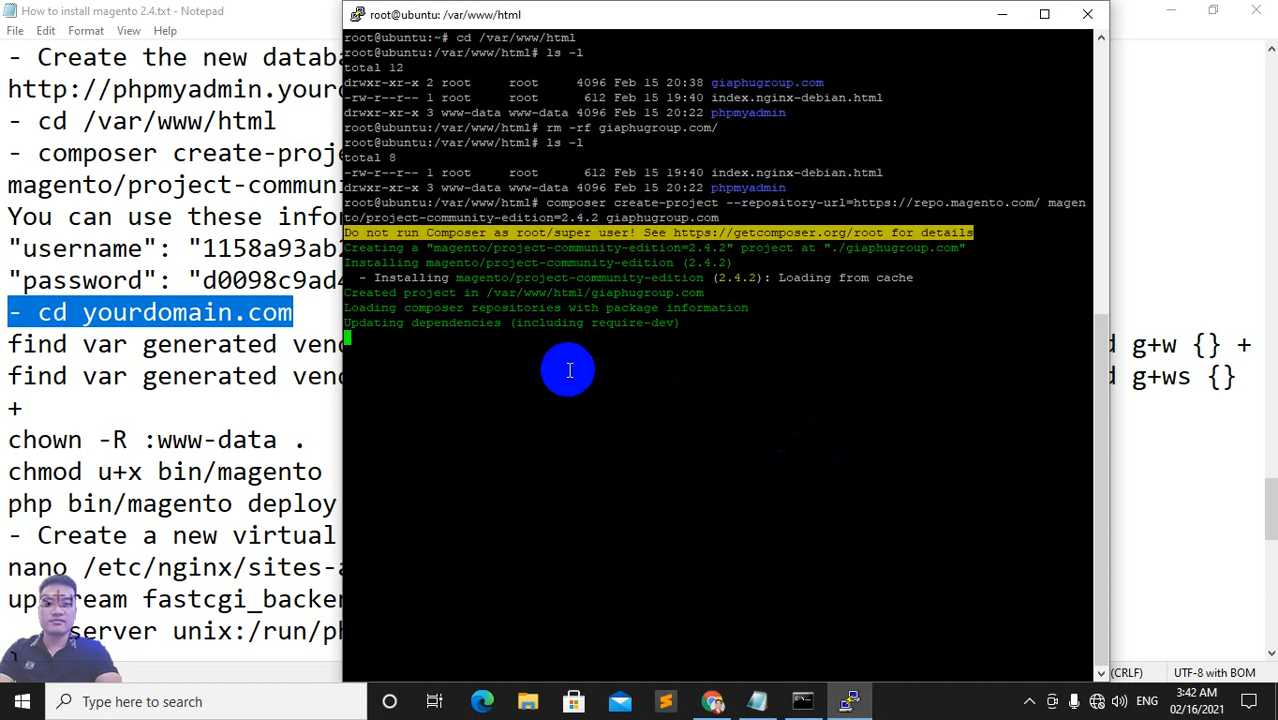 How to install magento 2.4.txt - Notepad
File Edit Format View Help
- Create the new datab
http://phpmyadmin.your
- cd /var/www/html
- composer create-proj
magento/project-commun
You can use these info
"username": "1158a93ab
"password": "d0098c9ad
- cd yourdomain.com
find var generated ven
find var generated ven
+
chown -R :www-data .
chmod u+x bin/magento
php bin/magento deploy
- Create a new virtual
nano /etc/nginx/sites-
fastcgi_backe
server unix:/run/p
d g+w {} +
d g+ws {}
root@ubuntu: /var/www/html
root@ubuntu:~# cd /var/www/html
root@ubuntu:/var/www/html# ls -l
total 12
drwxr-xr-x 2 root root 4096 Feb 15 20:38 giaphugroup.com
-rw-r--r-- 1 root root 612 Feb 15 19:40 index.nginx-debian.html
drwxr-xr-x 3 www-data www-data 4096 Feb 15 20:22 phpmyadmin
root@ubuntu:/var/www/html# rm -rf giaphugroup.com/
root@ubuntu:/var/www/html# ls -l
total 8
-rw-r--r-- 1 root root 612 Feb 15 19:40 index.nginx-debian.html
drwxr-xr-x 3 www-data www-data 4096 Feb 15 20:22 phpmyadmin
root@ubuntu:/var/www/html# composer create-project --repository-url=https://repo.magento.com/ magen
to/project-community-edition=2.4.2 giaphugroup.com
Do not run Composer as root/super user! See https://getcomposer.org/root for details
Creating a "magento/project-community-edition=2.4.2" project at "./giaphugroup.com"
Installing magento/project-community-edition (2.4.2)
- Installing magento/project-community-edition (2.4.2): Loading from cache
Created project in /var/www/html/giaphugroup.com
Loading composer repositories with package information
Updating dependencies (including require-dev)
(CRLF) UTF-8 with BOM
Type here to search
ENG
3:42 AM
02/16/2021